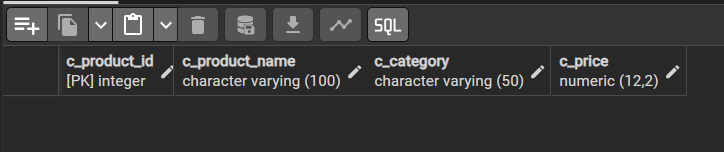 SQL
c_product_id
[PK] integer
c_product_name
character varying (100)
c_category
character varying (50)
c_price
numeric (12,2)